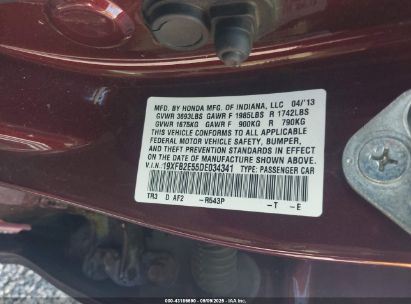 MFD. BY HONDA MFG. OF INDIANA, LLC 04/'13
GVWR 3693LBS GAWR F 1985LBS R 1742LBS
GVWR 1675KG GAWR F 900KG R 790KG
THIS VEHICLE CONFORMS TO ALL APPLICABLE
FEDERAL MOTOR VEHICLE SAFETY, BUMPER,
AND THEFT PREVENTION STANDARDS IN EFFECT
ON THE DATE OF MANUFACTURE SHOWN ABOVE.
V.I.N. 19XFB2E55DE034341 TYPE: PASSENGER CAR
TR3 D AF2 - R543P - T - E